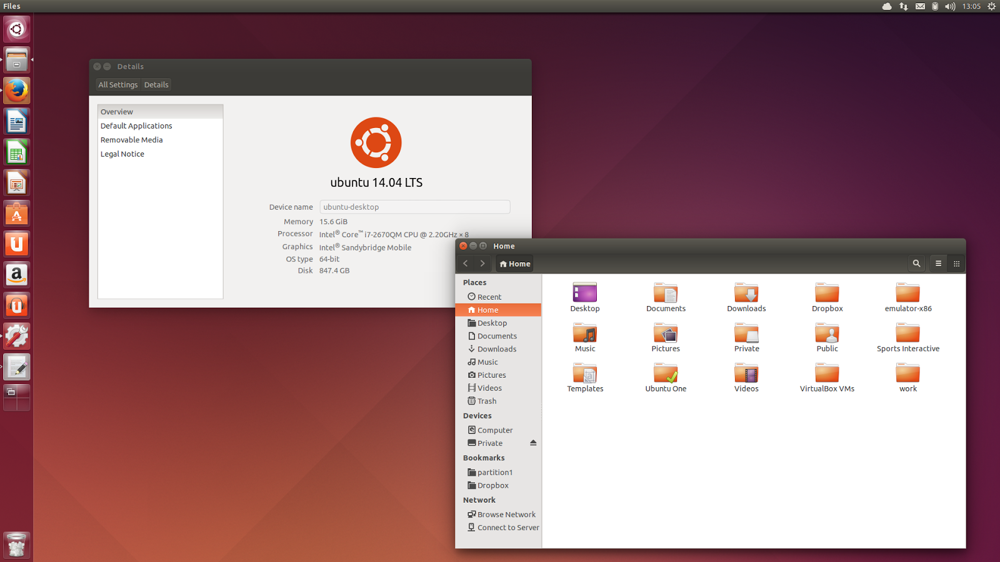 Files
13:05
Details
All Settings Details
Overview
Default Applications
Removable Media
Legal Notice
ubuntu 14.04 LTS
Device name ubuntu-desktop
Memory 15.6 GiB
Processor Intel® Core™ i7-2670QM CPU @ 2.20GHz × 8
Graphics Intel® Sandybridge Mobile
OS type 64-bit
Disk 847.4 GB
Home
Home
Places
Recent
Home
Desktop
Documents
Downloads
Music
Pictures
Videos
Trash
Devices
Computer
Private
Bookmarks
partition1
Dropbox
Network
Browse Network
Connect to Server
Desktop Documents Downloads Dropbox emulator-x86
Music Pictures Private Public Sports Interactive
Templates Ubuntu One Videos VirtualBox VMs work